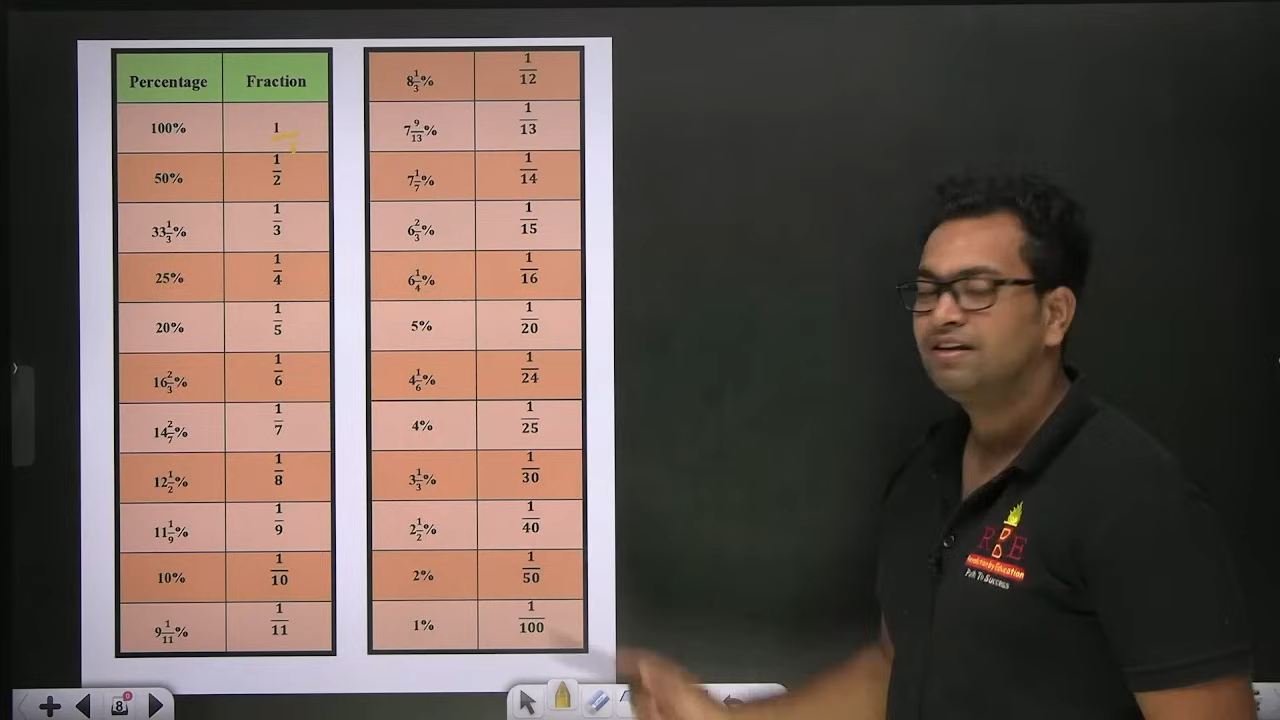 Percentage Fraction
100% 1
50% 1/2
33 1/3% 1/3
25% 1/4
20% 1/5
16 2/3% 1/6
14 2/7% 1/7
12 1/2% 1/8
11 1/9% 1/9
10% 1/10
9 1/11% 1/11
8 1/3% 1/12
7 9/13% 1/13
7 1/7% 1/14
6 2/3% 1/15
6 1/4% 1/16
5% 1/20
4 1/6% 1/24
4% 1/25
3 1/3% 1/30
2 1/2% 1/40
2% 1/50
1% 1/100
8
RBE
Revolution By Education
Path To Success